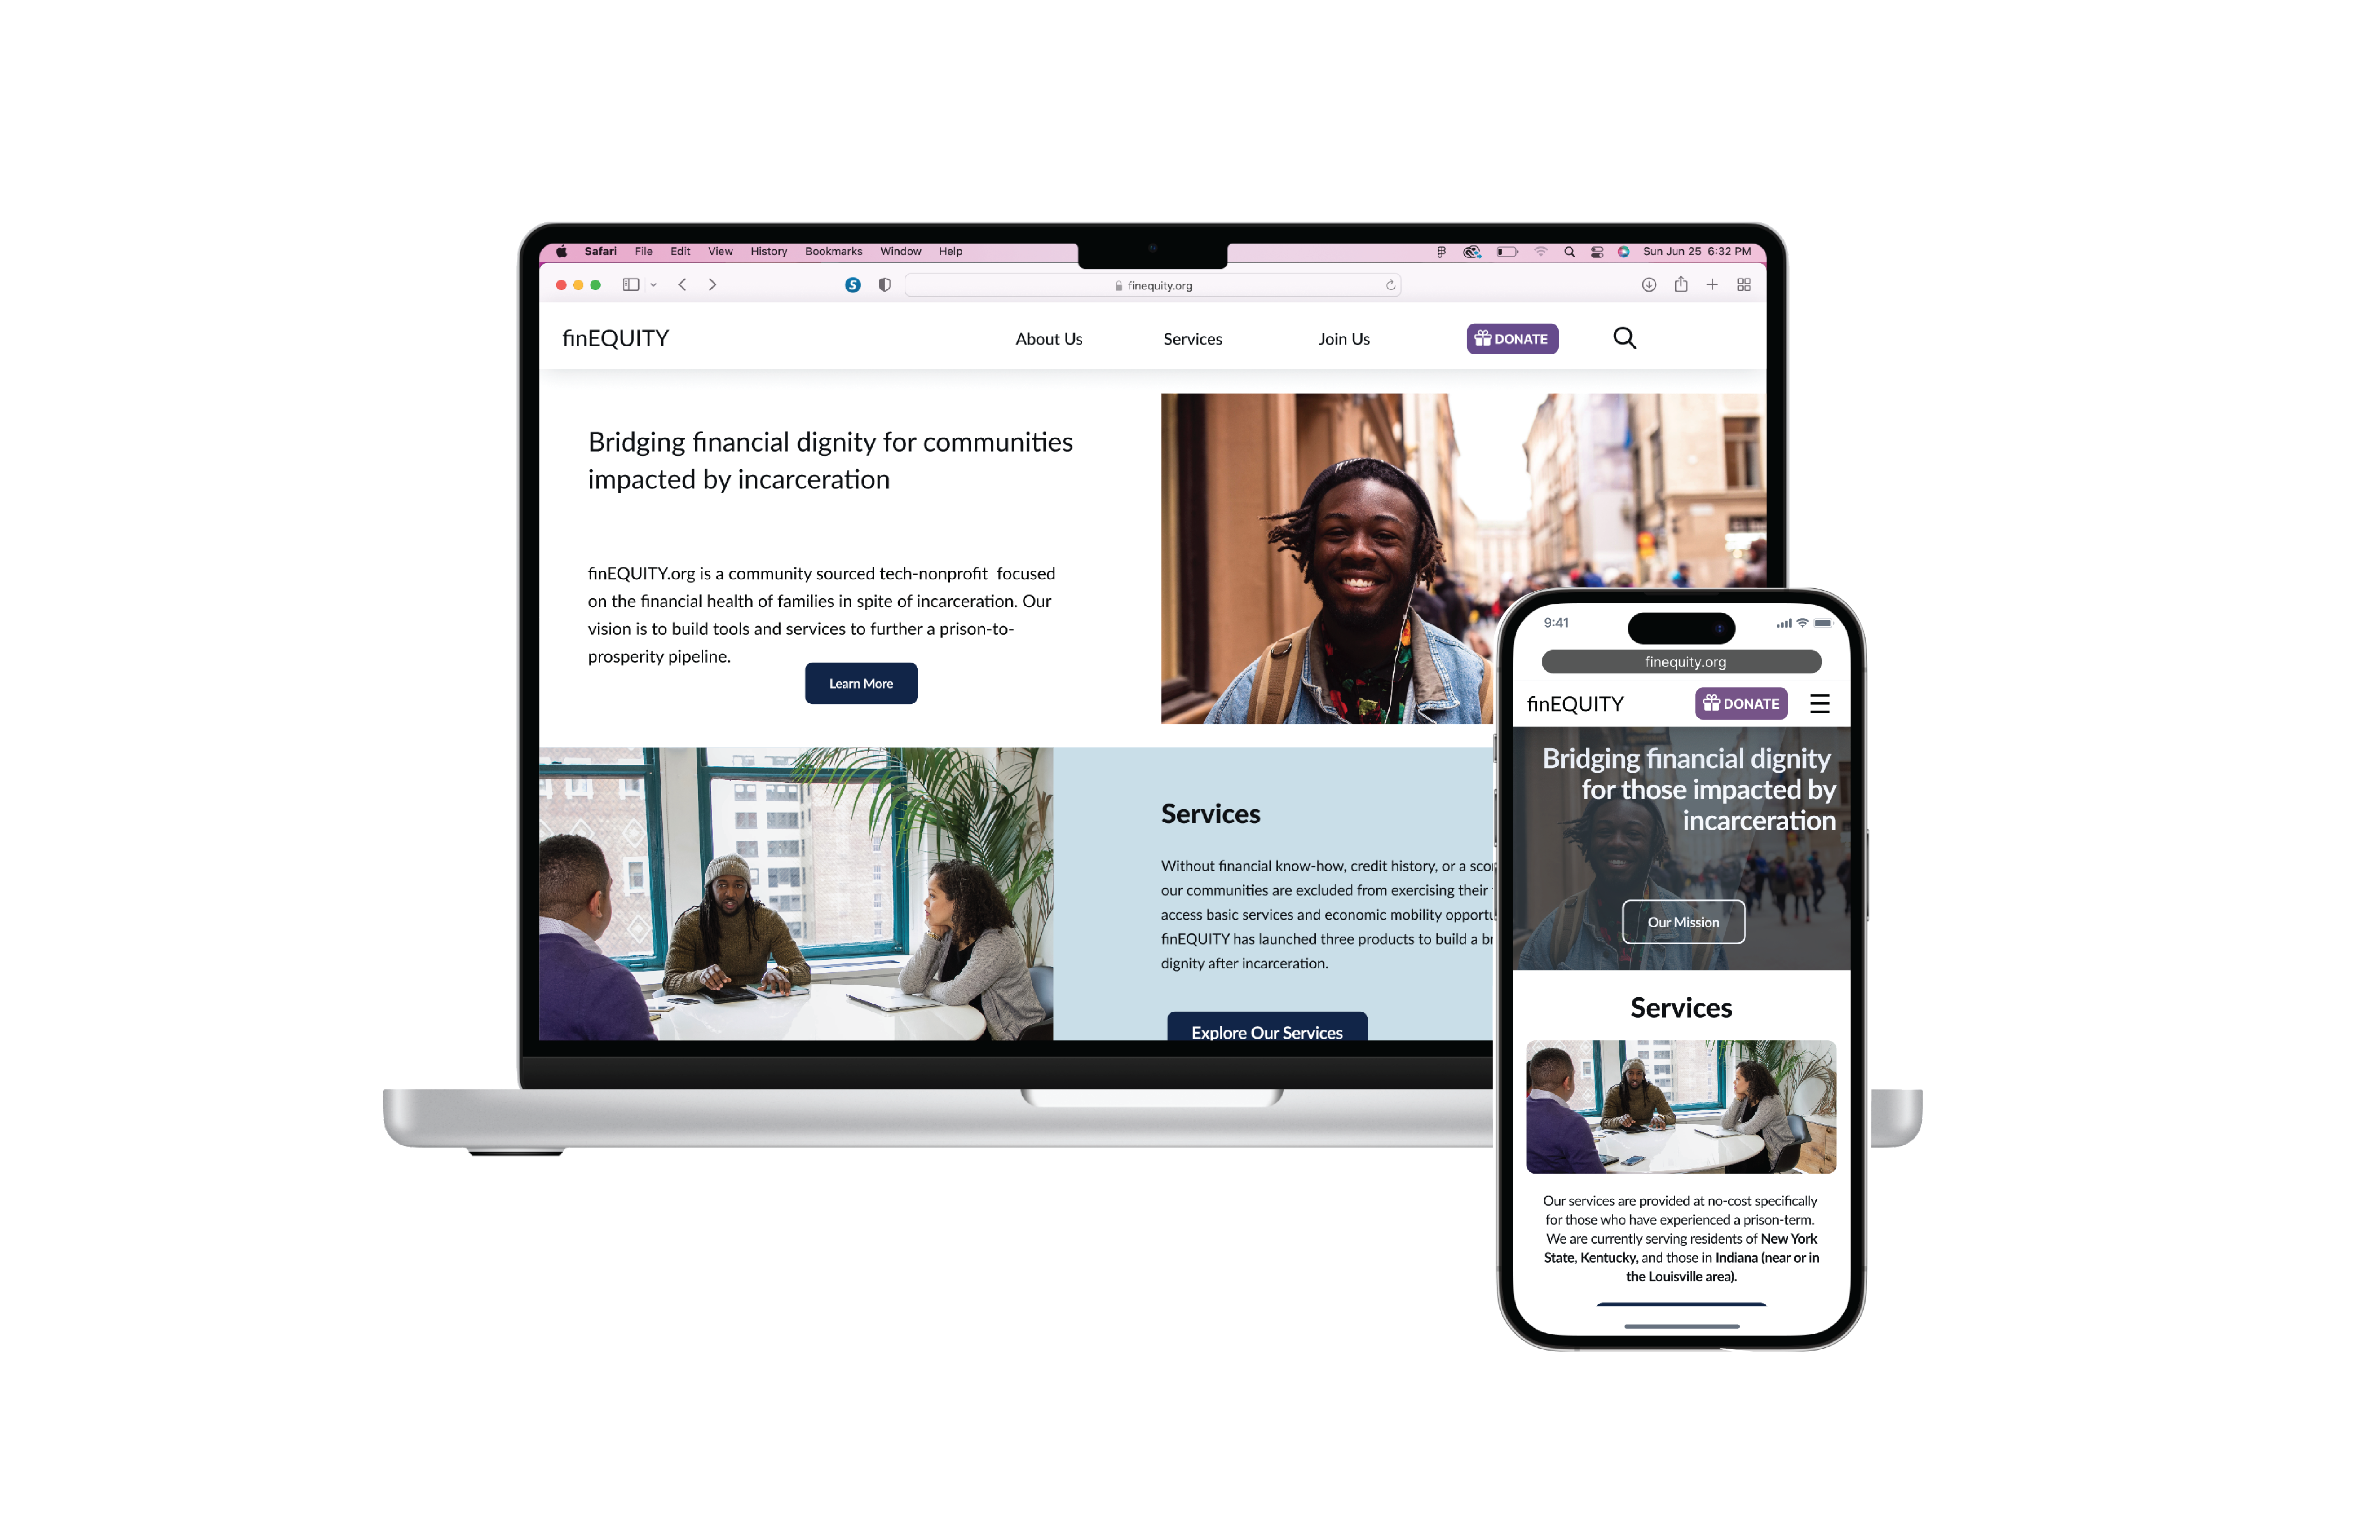 Safari File Edit View History Bookmarks Window Help
Sun Jun 25 6:32 PM
finequity.org
finEQUITY
About Us
Services
Join Us
DONATE
Bridging financial dignity for communities
impacted by incarceration
finEQUITY.org is a community sourced tech-nonprofit focused
on the financial health of families in spite of incarceration. Our
vision is to build tools and services to further a prison-to-
prosperity pipeline.
Learn More
Services
Without financial know-how, credit history, or a
our communities are excluded from exercising their
access basic services and economic mobility
finEQUITY has launched three products to build a
dignity after incarceration.
Explore Our Services
9:41
finequity.org
finEQUITY
DONATE
Bridging financial dignity
for those impacted by
incarceration
Our Mission
Services
Our services are provided at no-cost specifically
for those who have experienced a prison-term.
We are currently serving residents of New York
State, Kentucky, and those in Indiana (near or in
the Louisville area).